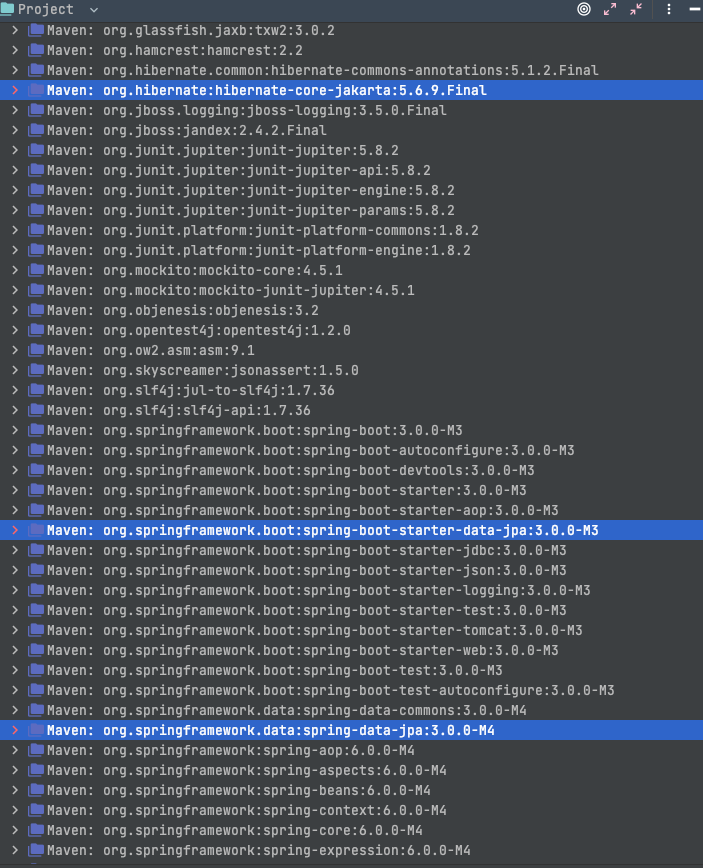 Project
Maven: org.glassfish.jaxb:txw2:3.0.2
Maven: org.hamcrest:hamcrest:2.2
Maven: org.hibernate.common:hibernate-commons-annotations:5.1.2.Final
Maven: org.hibernate:hibernate-core-jakarta:5.6.9.Final
Maven: org.jboss.logging:jboss-logging:3.5.0.Final
Maven: org.jboss:jandex:2.4.2.Final
Maven: org.junit.jupiter:junit-jupiter:5.8.2
Maven: org.junit.jupiter:junit-jupiter-api:5.8.2
Maven: org.junit.jupiter:junit-jupiter-engine:5.8.2
Maven: org.junit.jupiter:junit-jupiter-params:5.8.2
Maven: org.junit.platform:junit-platform-commons:1.8.2
Maven: org.junit.platform:junit-platform-engine:1.8.2
Maven: org.mockito:mockito-core:4.5.1
Maven: org.mockito:mockito-junit-jupiter:4.5.1
Maven: org.objenesis:objenesis:3.2
Maven: org.opentest4j:opentest4j:1.2.0
Maven: org.ow2.asm:asm:9.1
Maven: org.skyscreamer:jsonassert:1.5.0
Maven: org.slf4j:jul-to-slf4j:1.7.36
Maven: org.slf4j:slf4j-api:1.7.36
Maven: org.springframework.boot:spring-boot:3.0.0-M3
Maven: org.springframework.boot:spring-boot-autoconfigure:3.0.0-M3
Maven: org.springframework.boot:spring-boot-devtools:3.0.0-M3
Maven: org.springframework.boot:spring-boot-starter:3.0.0-M3
Maven: org.springframework.boot:spring-boot-starter-aop:3.0.0-M3
Maven: org.springframework.boot:spring-boot-starter-data-jpa:3.0.0-M3
Maven: org.springframework.boot:spring-boot-starter-jdbc:3.0.0-M3
Maven: org.springframework.boot:spring-boot-starter-json:3.0.0-M3
Maven: org.springframework.boot:spring-boot-starter-logging:3.0.0-M3
Maven: org.springframework.boot:spring-boot-starter-test:3.0.0-M3
Maven: org.springframework.boot:spring-boot-starter-tomcat:3.0.0-M3
Maven: org.springframework.boot:spring-boot-starter-web:3.0.0-M3
Maven: org.springframework.boot:spring-boot-test:3.0.0-M3
Maven: org.springframework.boot:spring-boot-test-autoconfigure:3.0.0-M3
Maven: org.springframework.data:spring-data-commons:3.0.0-M4
Maven: org.springframework.data:spring-data-jpa:3.0.0-M4
Maven: org.springframework:spring-aop:6.0.0-M4
Maven: org.springframework:spring-aspects:6.0.0-M4
Maven: org.springframework:spring-beans:6.0.0-M4
Maven: org.springframework:spring-context:6.0.0-M4
Maven: org.springframework:spring-core:6.0.0-M4
Maven: org.springframework:spring-expression:6.0.0-M4